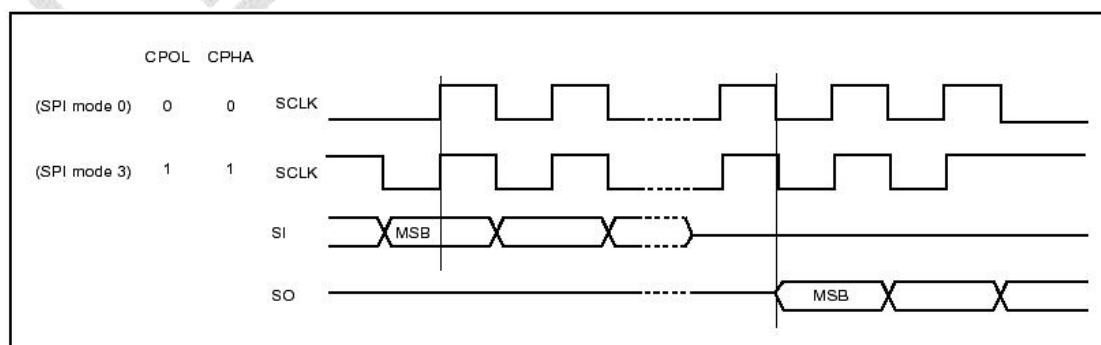 CPOL CPHA
(SPI mode 0) 0 0 SCLK
(SPI mode 3) 1 1 SCLK
SI MSB
SO MSB